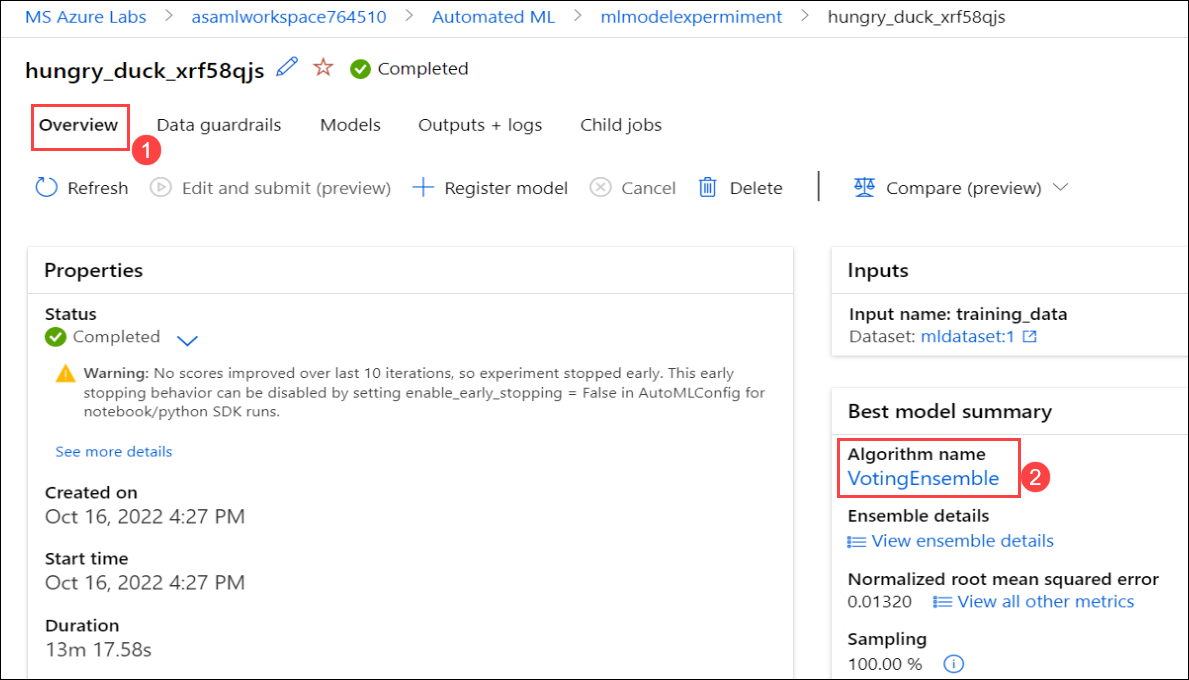 MS Azure Labs > asamlworkspace764510 > Automated ML > mlmodelexpermiment > hungry_duck_xrf58qjs
hungry_duck_xrf58qjs Completed
Overview Data guardrails Models Outputs + logs Child jobs
1
Refresh Edit and submit (preview) Register model Cancel Delete Compare (preview)
Properties
Status
Completed
Warning: No scores improved over last 10 iterations, so experiment stopped early. This early
stopping behavior can be disabled by setting enable_early_stopping = False in AutoMLConfig for
notebook/python SDK runs.
See more details
Created on
Oct 16, 2022 4:27 PM
Start time
Oct 16, 2022 4:27 PM
Duration
13m 17.58s
Inputs
Input name: training_data
Dataset: mldataset:1
Best model summary
Algorithm name
VotingEnsemble
2
Ensemble details
View ensemble details
Normalized root mean squared error
0.01320 View all other metrics
Sampling
100.00 %